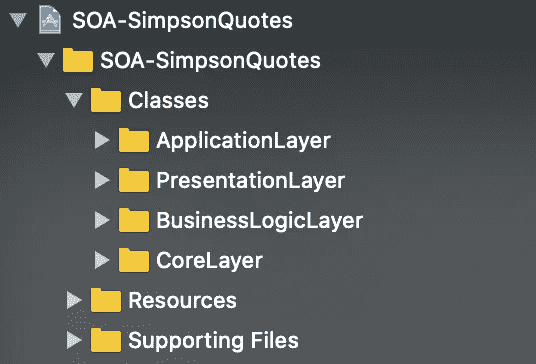 SOA-SimpsonQuotes
SOA-SimpsonQuotes
Classes
ApplicationLayer
PresentationLayer
BusinessLogicLayer
CoreLayer
Resources
Supporting Files